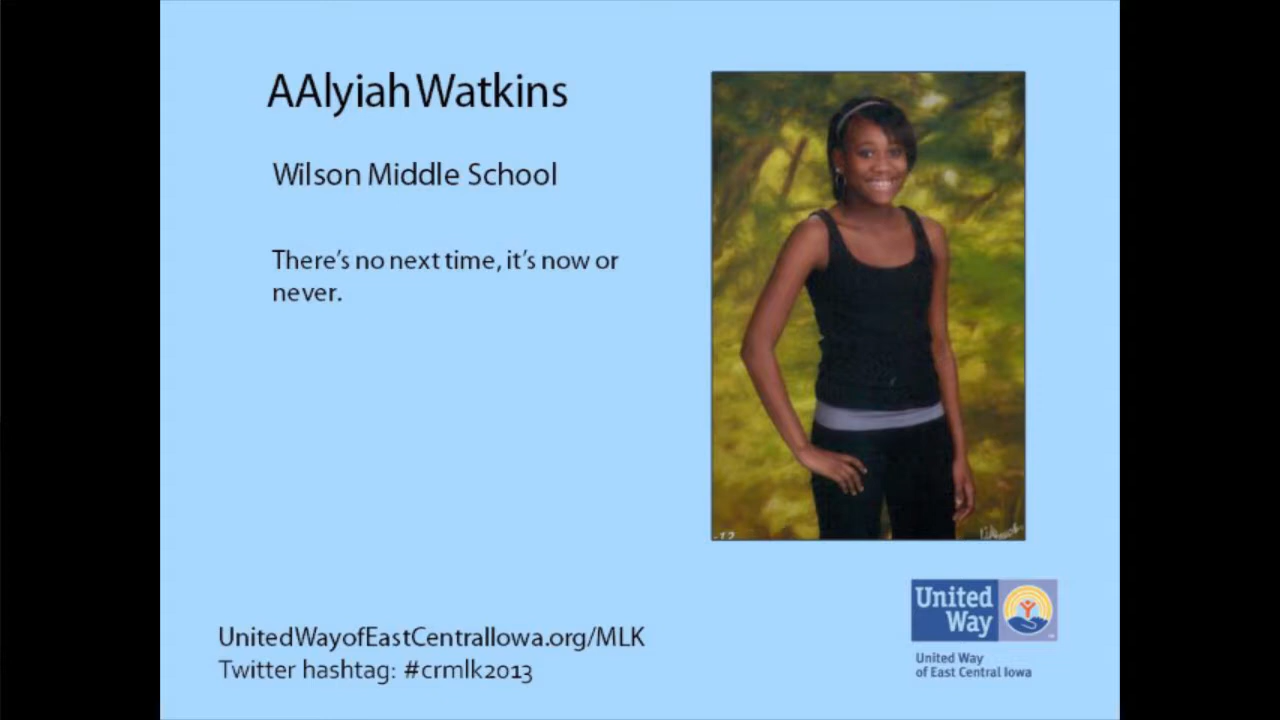 AAlyiah Watkins
Wilson Middle School
There's no next time, it's now or
never.
UnitedWayofEastCentralIowa.org/MLK
Twitter hashtag: #crmlk2013
United
Way
United Way
of East Central Iowa